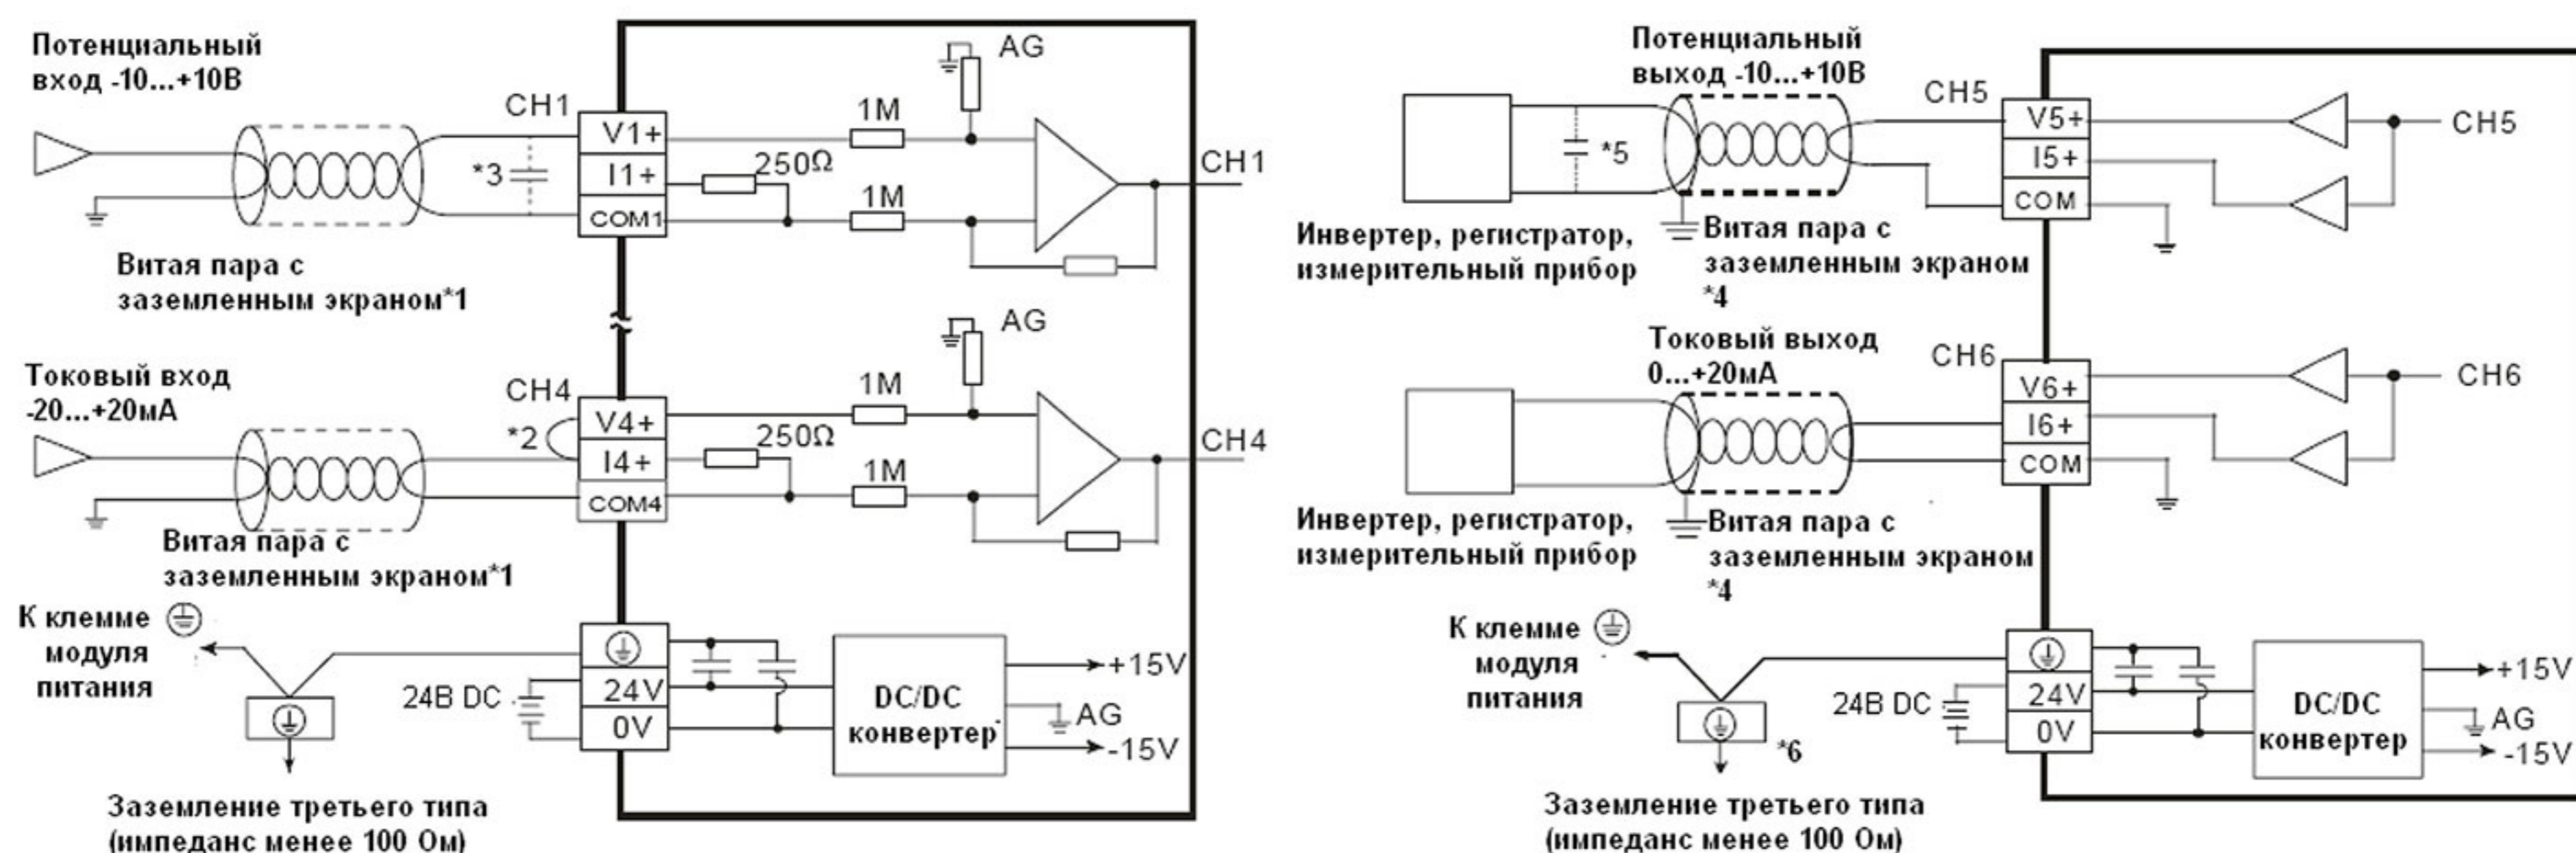 Потенциальный
вход -10...+10В
CH1
V1+
I1+
COM1
*3
1M
250Ω
1M
AG
CH1
Витая пара с
заземленным экраном*1
Токовый вход
-20...+20мА
CH4
*2
V4+
I4+
COM4
1M
250Ω
1M
AG
CH4
Витая пара с
заземленным экраном*1
К клемме
модуля
питания
24В DC
24V
0V
DC/DC
конвертер
+15V
AG
-15V
Заземление третьего типа
(импеданс менее 100 Ом)
Потенциальный
выход -10...+10В
CH5
V5+
I5+
COM
*5
CH5
Инвертер, регистратор,
измерительный прибор
Витая пара с
заземленным экраном
*4
Токовый выход
0...+20мА
CH6
V6+
I6+
COM
CH6
Инвертер, регистратор,
измерительный прибор
Витая пара с
заземленным экраном
*4
К клемме
модуля
питания
*6
24В DC
24V
0V
DC/DC
конвертер
+15V
AG
-15V
Заземление третьего типа
(импеданс менее 100 Ом)